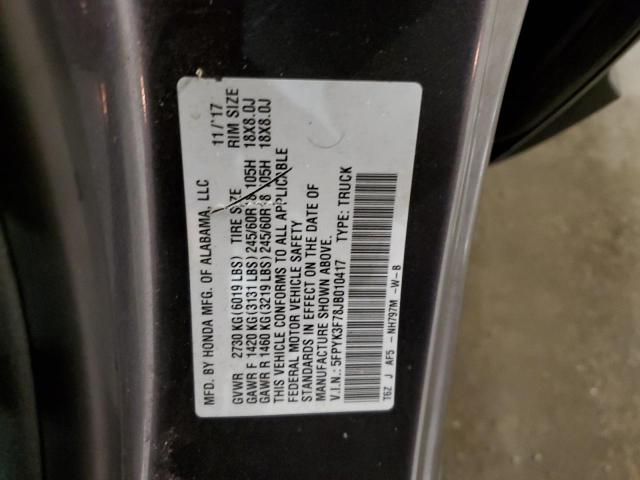 MFD. BY HONDA MFG. OF ALABAMA, LLC 11/'17
GVWR 2730 KG(6019 LBS) TIRE SIZE RIM SIZE
GAWR F 1420 KG(3131 LBS)245/60R18 105H 18X8.0J
GAWR R 1460 KG(3219 LBS)245/60R18 105H 18X8.0J
THIS VEHICLE CONFORMS TO ALL APPLICABLE
FEDERAL MOTOR VEHICLE SAFETY
STANDARDS IN EFFECT ON THE DATE OF
MANUFACTURE SHOWN ABOVE.
V.I.N.: 5FPYK3F78JB010417 TYPE: TRUCK
T6Z J AF5 - NH797M -W-B